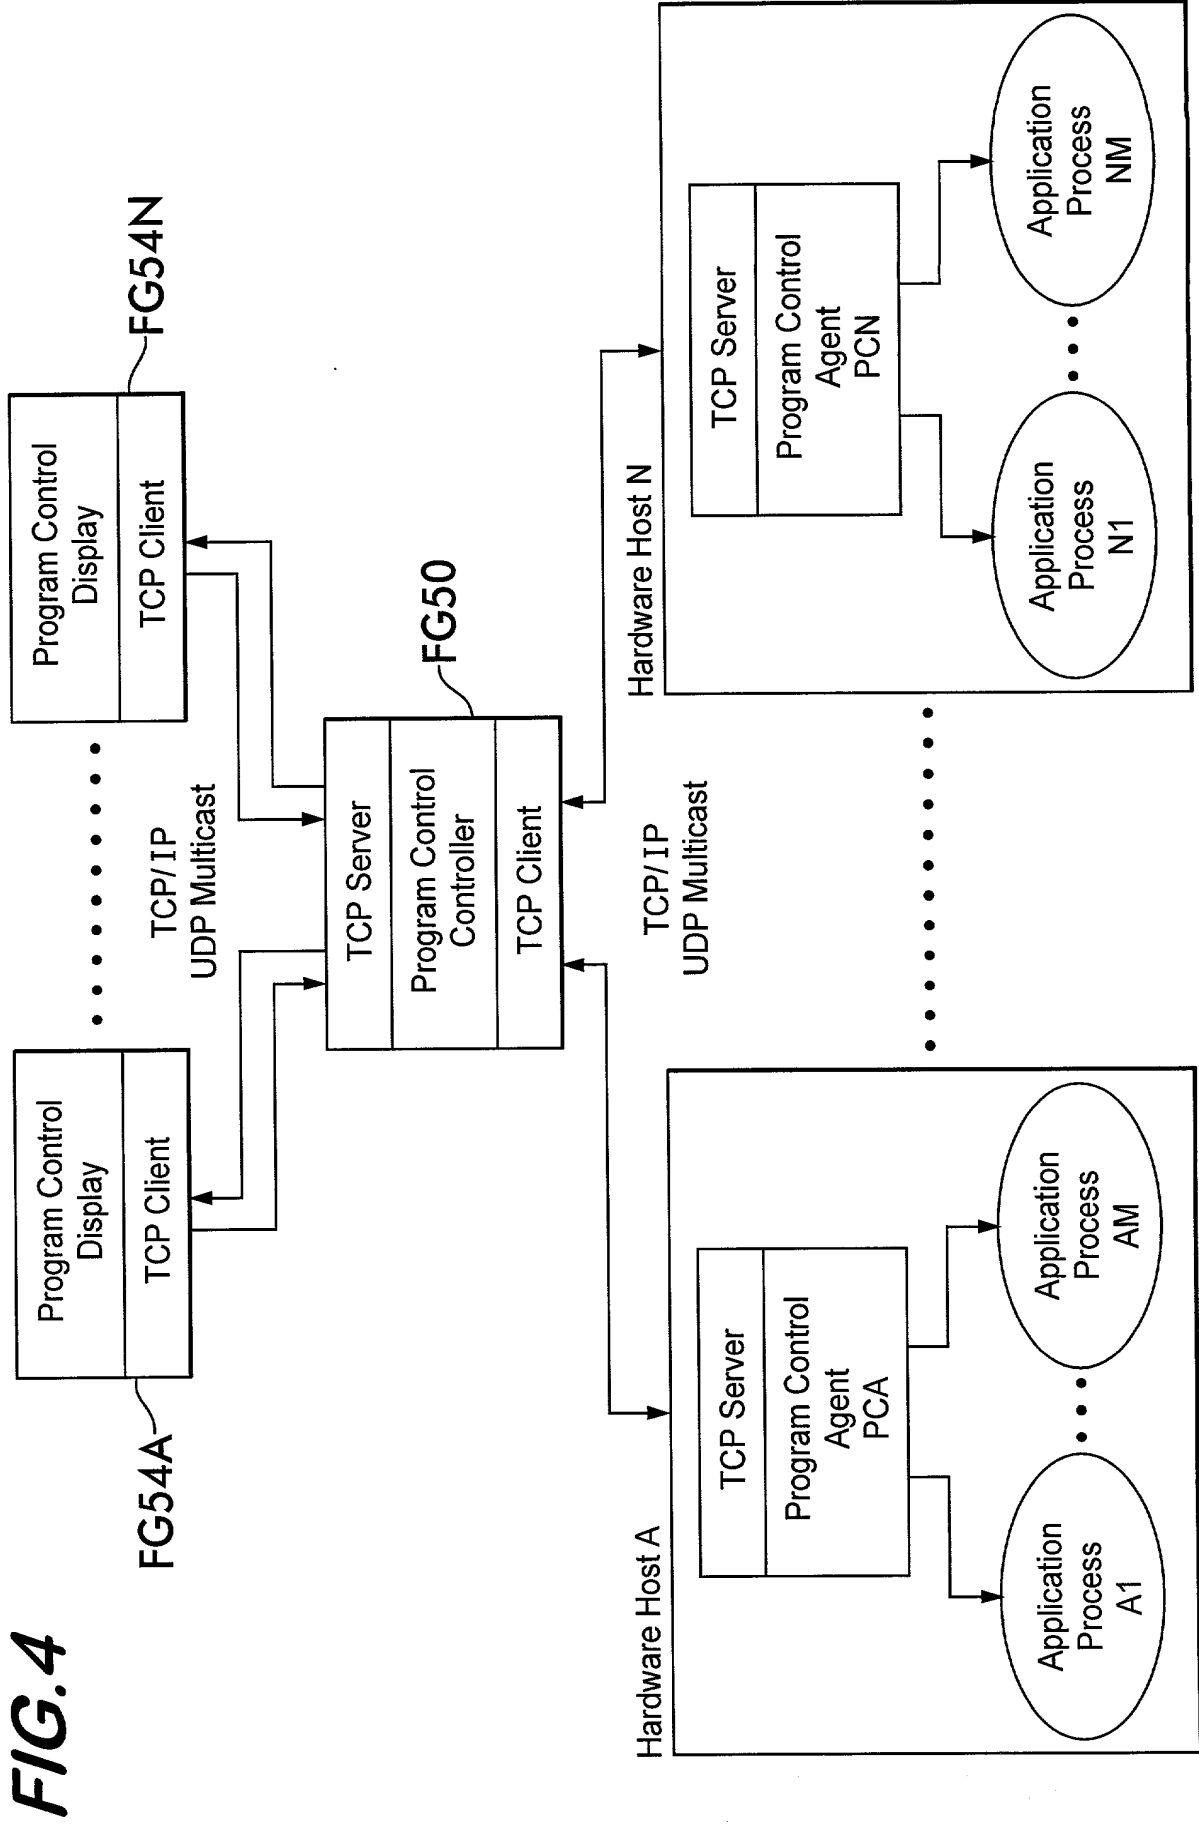 FIG.4
FG54A
Program Control
Display
TCP Client
TCP/IP
UDP Multicast
Program Control
Display
TCP Client
FG54N
TCP Server
Program Control
Controller
TCP Client
FG50
TCP/IP
UDP Multicast
Hardware Host A
TCP Server
Program Control
Agent
PCA
Application
Process
A1
Application
Process
AM
Hardware Host N
TCP Server
Program Control
Agent
PCN
Application
Process
N1
Application
Process
NM